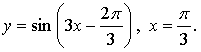 y = sin(3x − 2π/3), x = π/3.